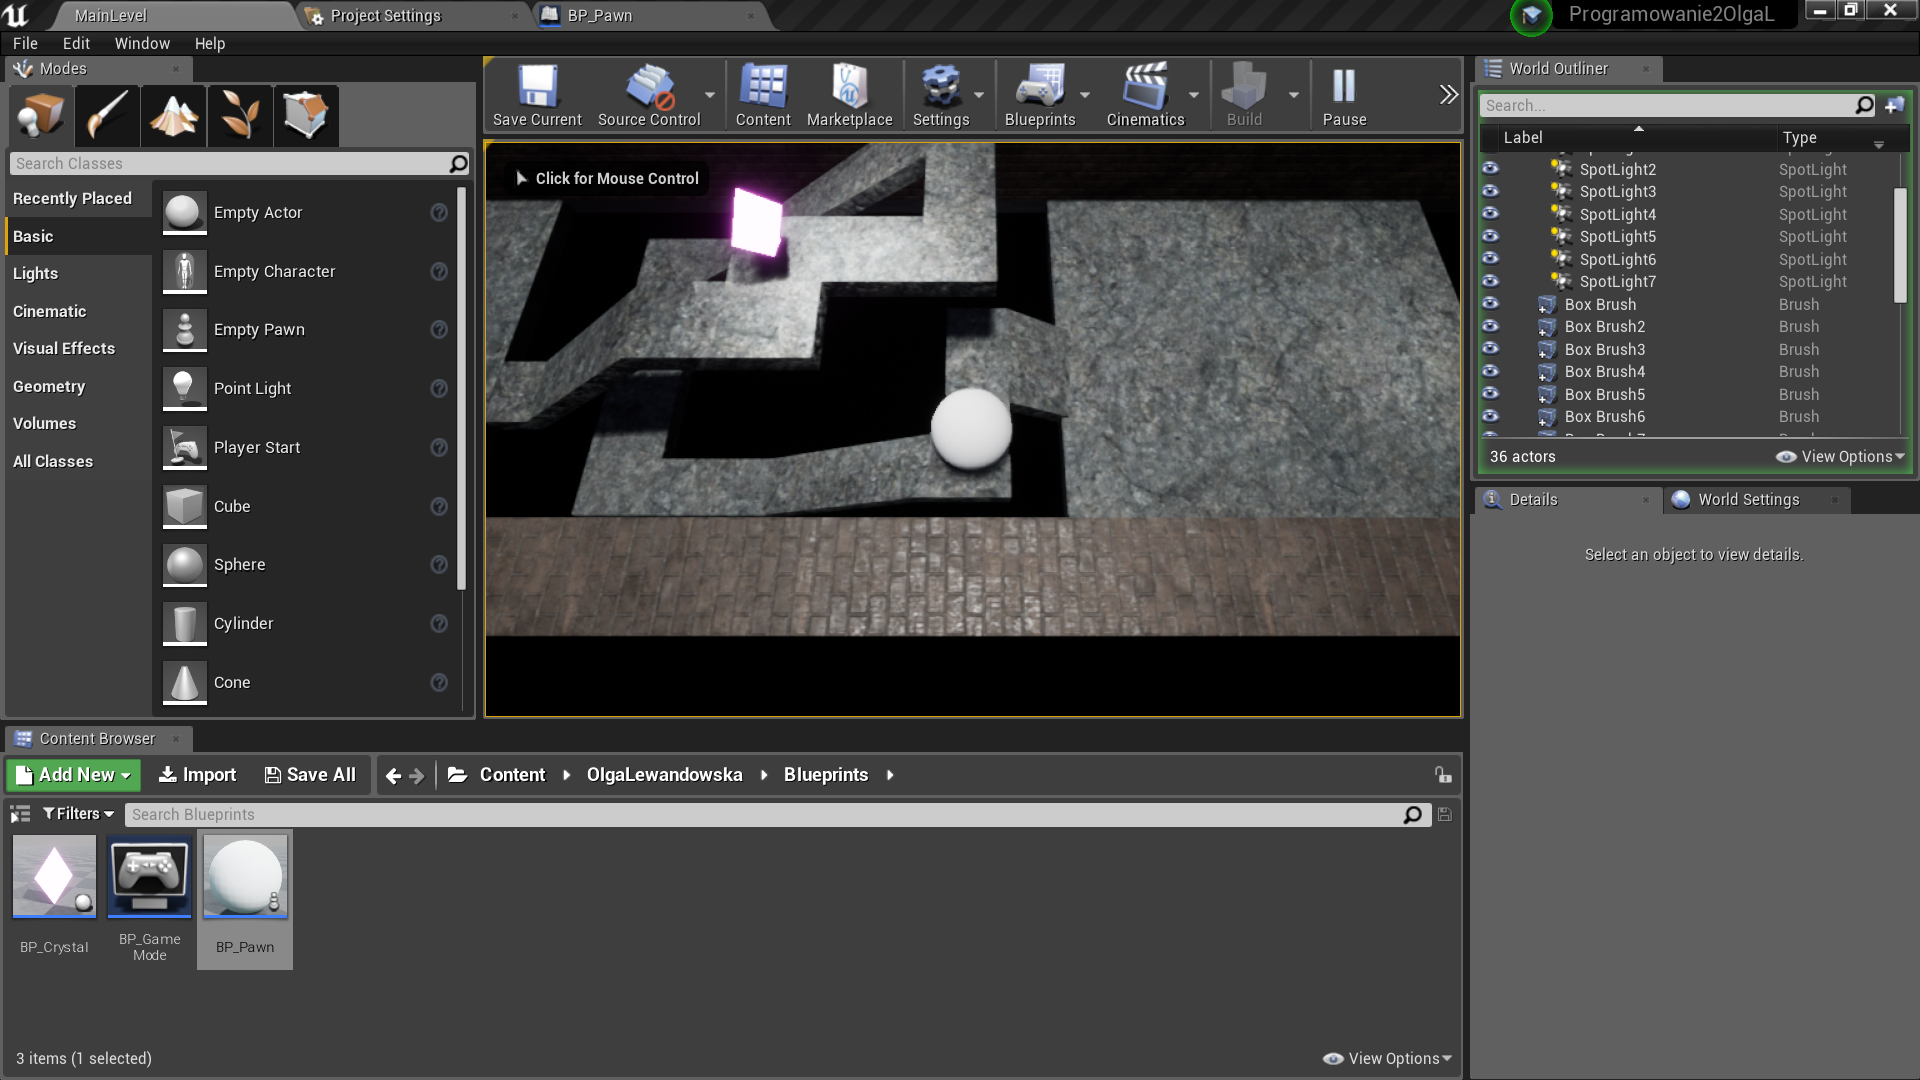 MainLevel
Project Settings
BP_Pawn
Programowanie2OlgaL
File
Edit
Window
Help
Modes
Search Classes
Recently Placed
Basic
Lights
Cinematic
Visual Effects
Geometry
Volumes
All Classes
Empty Actor
Empty Character
Empty Pawn
Point Light
Player Start
Cube
Sphere
Cylinder
Cone
Save Current
Source Control
Content
Marketplace
Settings
Blueprints
Cinematics
Build
Pause
Click for Mouse Control
World Outliner
Search...
Label
Type
SpotLight2 SpotLight
SpotLight3 SpotLight
SpotLight4 SpotLight
SpotLight5 SpotLight
SpotLight6 SpotLight
SpotLight7 SpotLight
Box Brush Brush
Box Brush2 Brush
Box Brush3 Brush
Box Brush4 Brush
Box Brush5 Brush
Box Brush6 Brush
36 actors
View Options
Details
World Settings
Select an object to view details.
Content Browser
Add New
Import
Save All
Content
OlgaLewandowska
Blueprints
Filters
Search Blueprints
BP_Crystal
BP_Game
Mode
BP_Pawn
3 items (1 selected)
View Options